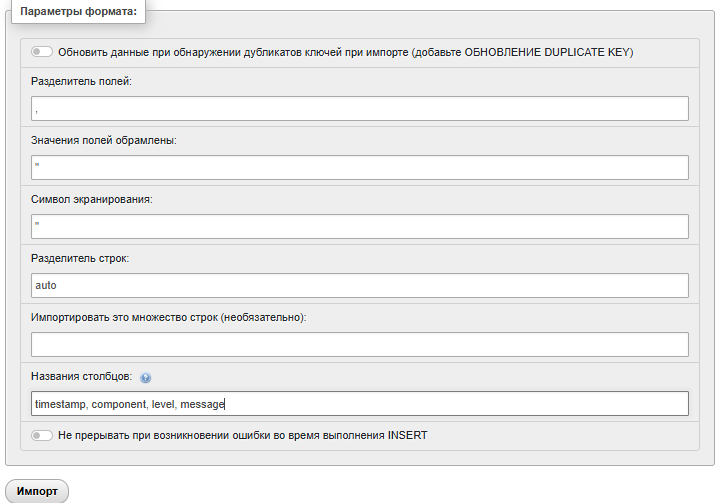 Параметры формата:
Обновить данные при обнаружении дубликатов ключей при импорте (добавьте ОБНОВЛЕНИЕ DUPLICATE KEY)
Разделитель полей:
,
Значения полей обрамлены:
"
Символ экранирования:
"
Разделитель строк:
auto
Импортировать это множество строк (необязательно):
Названия столбцов: ?
timestamp, component, level, message
Не прерывать при возникновении ошибки во время выполнения INSERT
Импорт